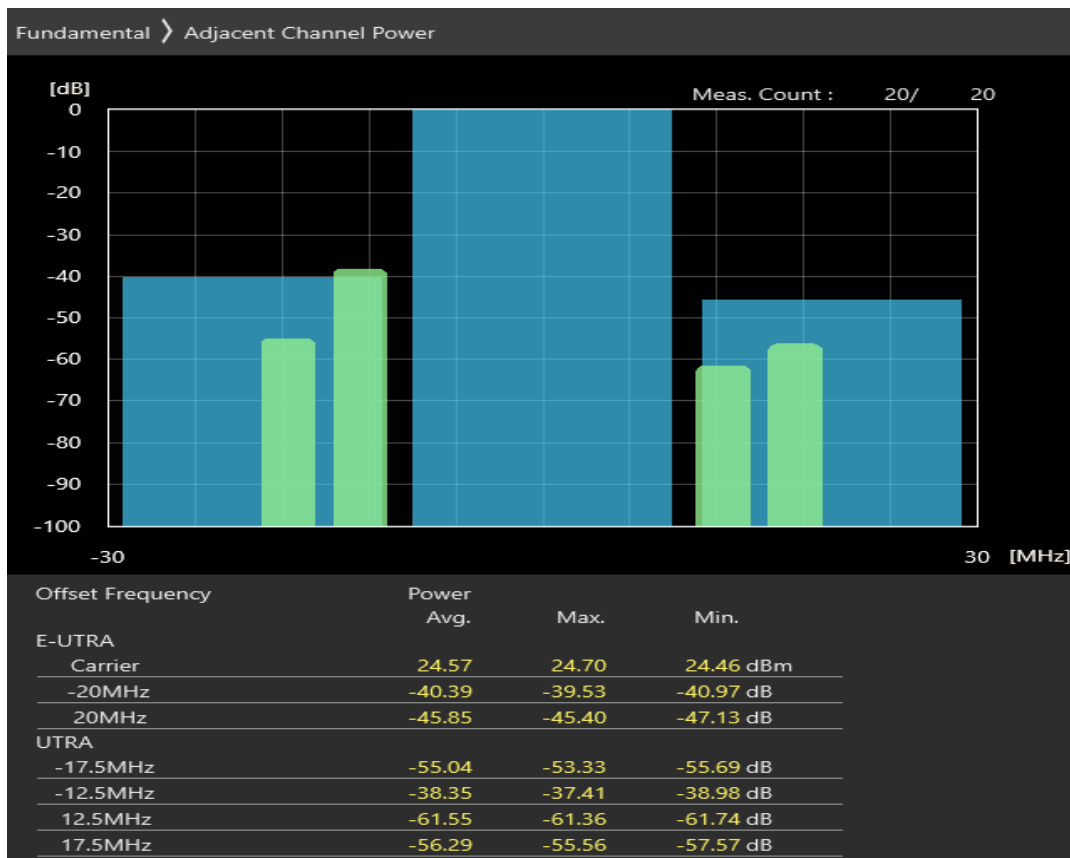 Fundamental 〉 Adjacent Channel Power
[dB]
Meas. Count : 20/ 20
0
-10
-20
-30
-40
-50
-60
-70
-80
-90
-100
-30 30 [MHz]
Offset Frequency Power
Avg. Max. Min.
E-UTRA
Carrier 24.57 24.70 24.46 dBm
-20MHz -40.39 -39.53 -40.97 dB
20MHz -45.85 -45.40 -47.13 dB
UTRA
-17.5MHz -55.04 -53.33 -55.69 dB
-12.5MHz -38.35 -37.41 -38.98 dB
12.5MHz -61.55 -61.36 -61.74 dB
17.5MHz -56.29 -55.56 -57.57 dB